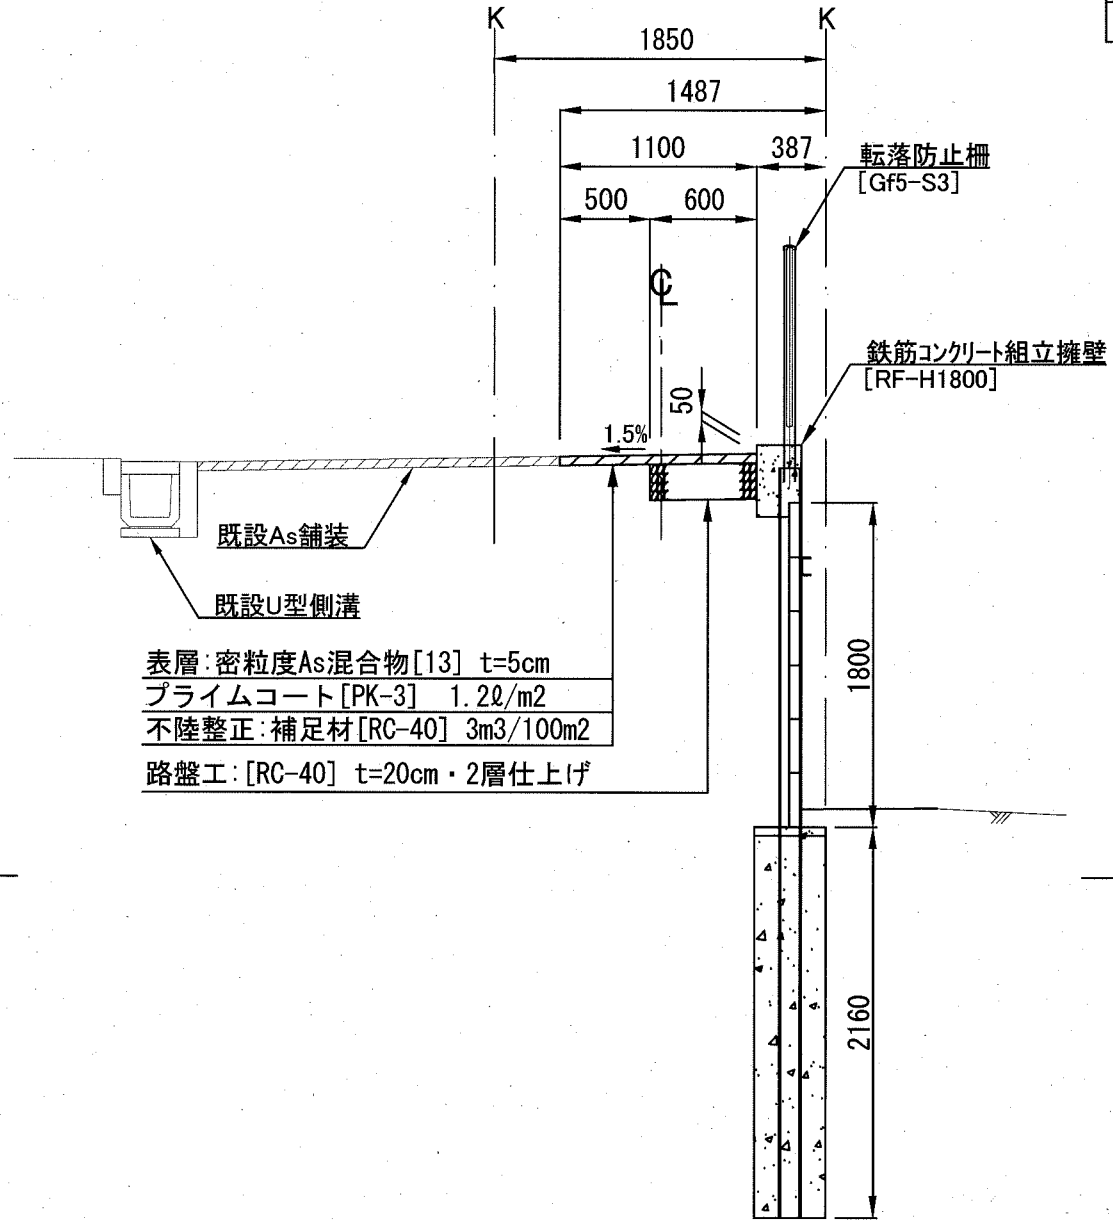 K
K
1850
1487
1100
387
500
600
転落防止柵
[Gf5-S3]
℄
鉄筋コンクリート組立擁壁
[RF-H1800]
50
1.5%
既設As舗装
既設U型側溝
表層:密粒度As混合物[13] t=5cm
プライムコート[PK-3] 1.2ℓ/m2
不陸整正:補足材[RC-40] 3m3/100m2
路盤工:[RC-40] t=20cm・2層仕上げ
1800
2160